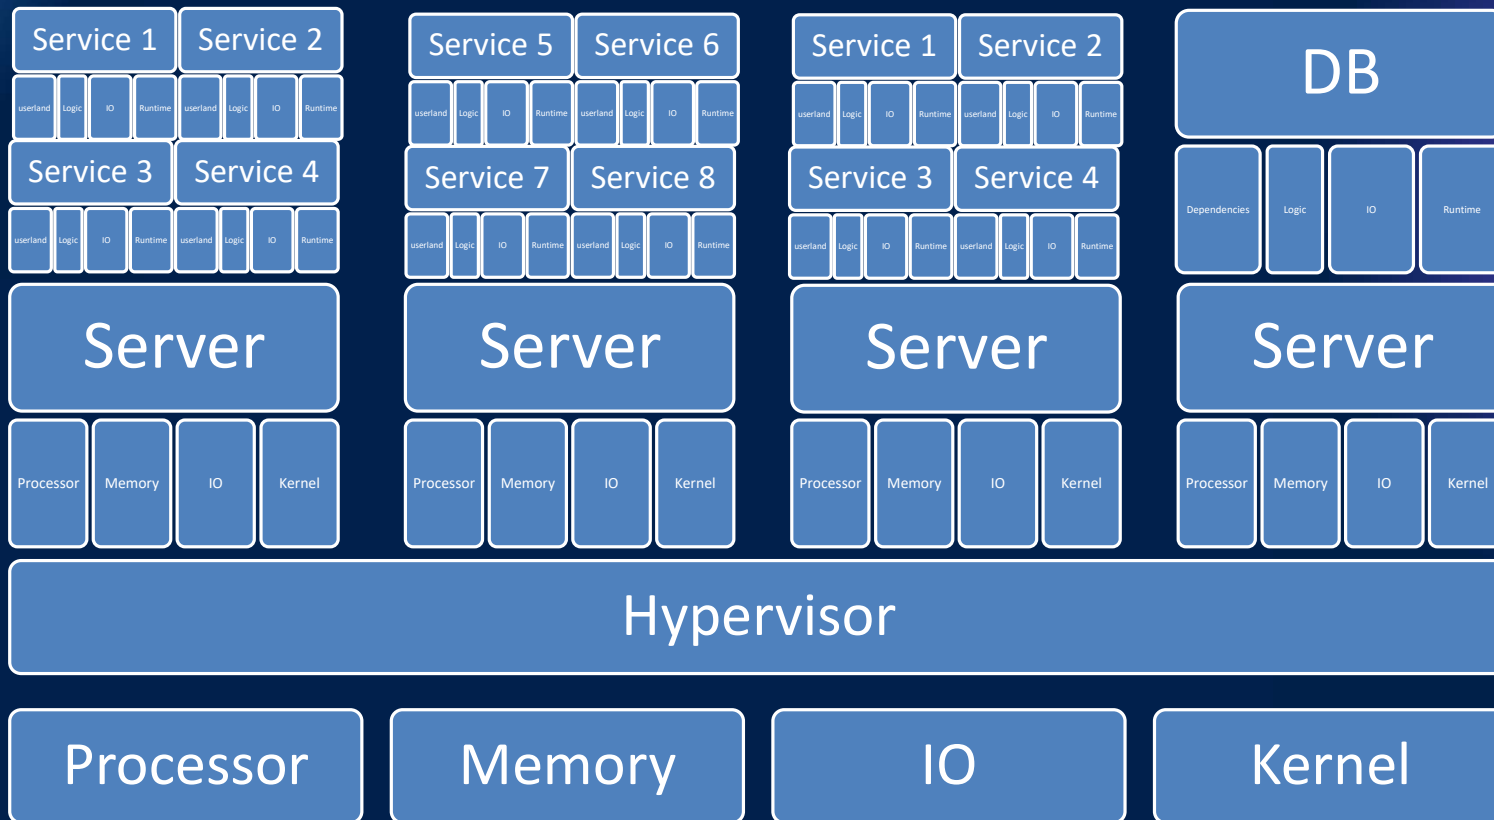 Service 1 Service 2 Service 5 Service 6 Service 1 Service 2 DB
userland Logic IO Runtime userland Logic IO Runtime userland Logic IO Runtime userland Logic IO Runtime userland Logic IO Runtime userland Logic IO Runtime
Service 3 Service 4 Service 7 Service 8 Service 3 Service 4
Dependencies Logic IO Runtime
userland Logic IO Runtime userland Logic IO Runtime userland Logic IO Runtime userland Logic IO Runtime userland Logic IO Runtime userland Logic IO Runtime
Server Server Server Server
Processor Memory IO Kernel Processor Memory IO Kernel Processor Memory IO Kernel Processor Memory IO Kernel
Hypervisor
Processor Memory IO Kernel